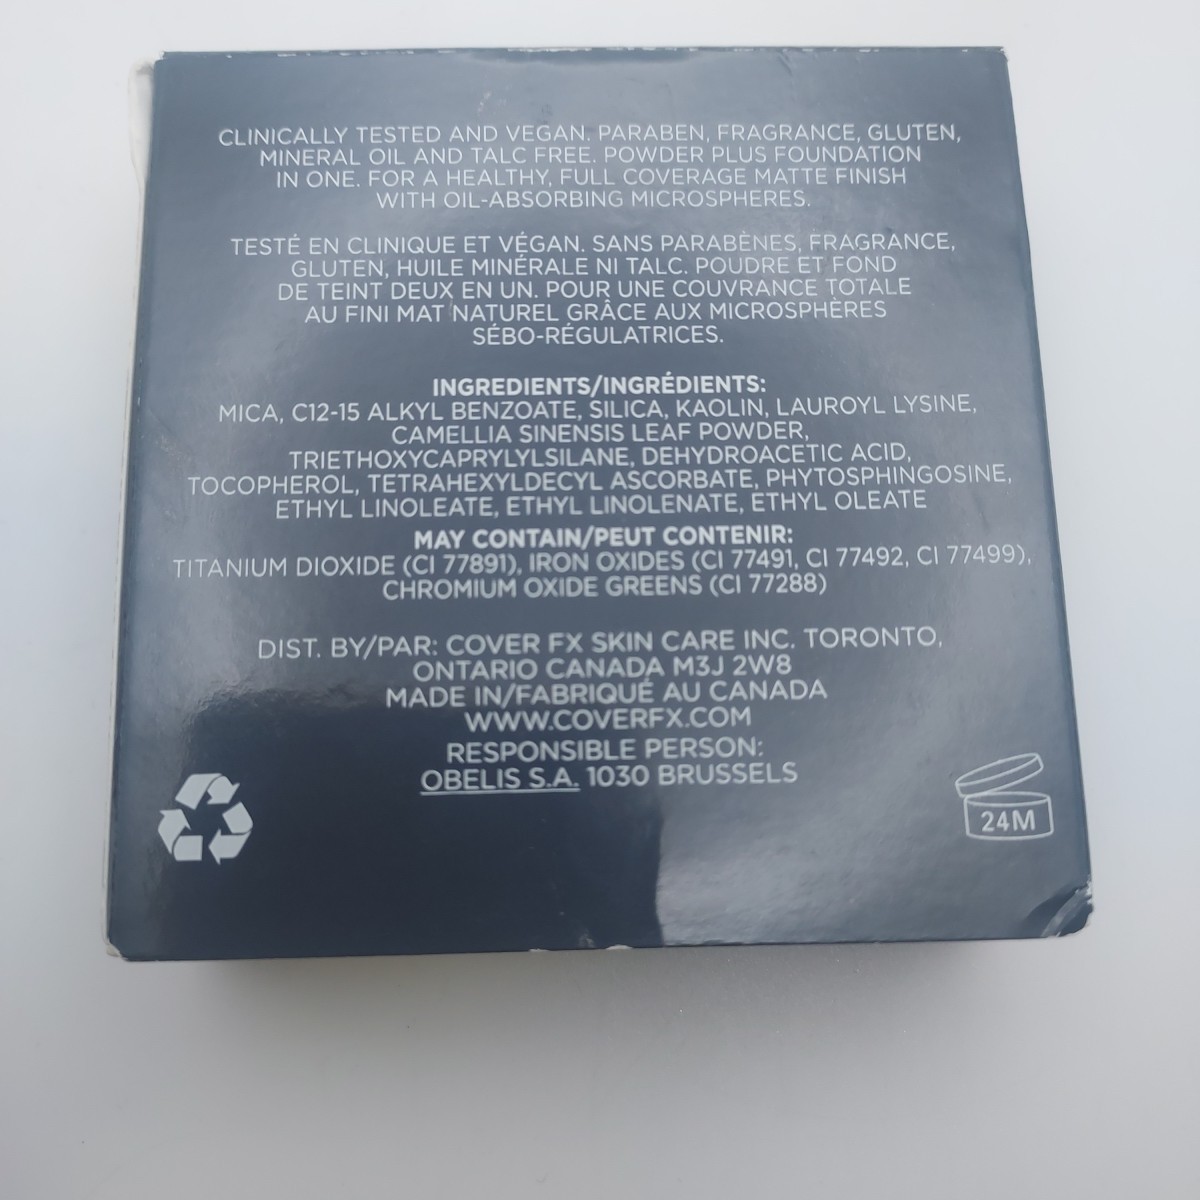 CLINICALLY TESTED AND VEGAN. PARABEN, FRAGRANCE, GLUTEN,
MINERAL OIL AND TALC FREE. POWDER PLUS FOUNDATION
IN ONE. FOR A HEALTHY, FULL COVERAGE MATTE FINISH
WITH OIL-ABSORBING MICROSPHERES.
TESTÉ EN CLINIQUE ET VÉGAN. SANS PARABÈNES, FRAGRANCE,
GLUTEN, HUILE MINÉRALE NI TALC. POUDRE ET FOND
DE TEINT DEUX EN UN. POUR UNE COUVRANCE TOTALE
AU FINI MAT NATUREL GRÂCE AUX MICROSPHÈRES
SÉBO-RÉGULATRICES.
INGREDIENTS/INGRÉDIENTS:
MICA, C12-15 ALKYL BENZOATE, SILICA, KAOLIN, LAUROYL LYSINE,
CAMELLIA SINENSIS LEAF POWDER,
TRIETHOXYCAPRYLYLSILANE, DEHYDROACETIC ACID,
TOCOPHEROL, TETRAHEXYLDECYL ASCORBATE, PHYTOSPHINGOSINE,
ETHYL LINOLEATE, ETHYL LINOLENATE, ETHYL OLEATE
MAY CONTAIN/PEUT CONTENIR:
TITANIUM DIOXIDE (CI 77891), IRON OXIDES (CI 77491, CI 77492, CI 77499),
CHROMIUM OXIDE GREENS (CI 77288)
DIST. BY/PAR: COVER FX SKIN CARE INC. TORONTO,
ONTARIO CANADA M3J 2W8
MADE IN/FABRIQUÉ AU CANADA
WWW.COVERFX.COM
RESPONSIBLE PERSON:
OBELIS S.A. 1030 BRUSSELS
24M